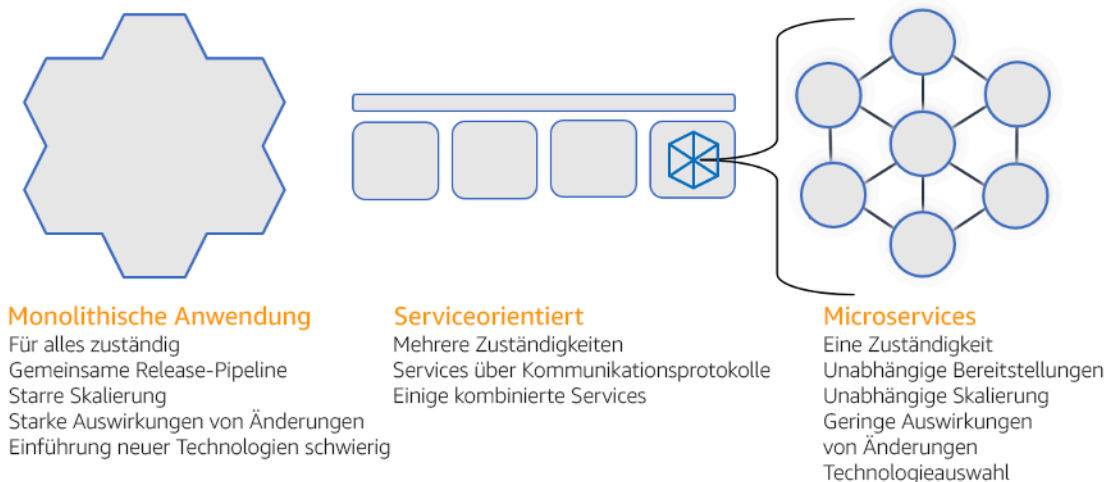 Monolithische Anwendung
Für alles zuständig
Gemeinsame Release-Pipeline
Starre Skalierung
Starke Auswirkungen von Änderungen
Einführung neuer Technologien schwierig
Serviceorientiert
Mehrere Zuständigkeiten
Services über Kommunikationsprotokolle
Einige kombinierte Services
Microservices
Eine Zuständigkeit
Unabhängige Bereitstellungen
Unabhängige Skalierung
Geringe Auswirkungen
von Änderungen
Technologieauswahl